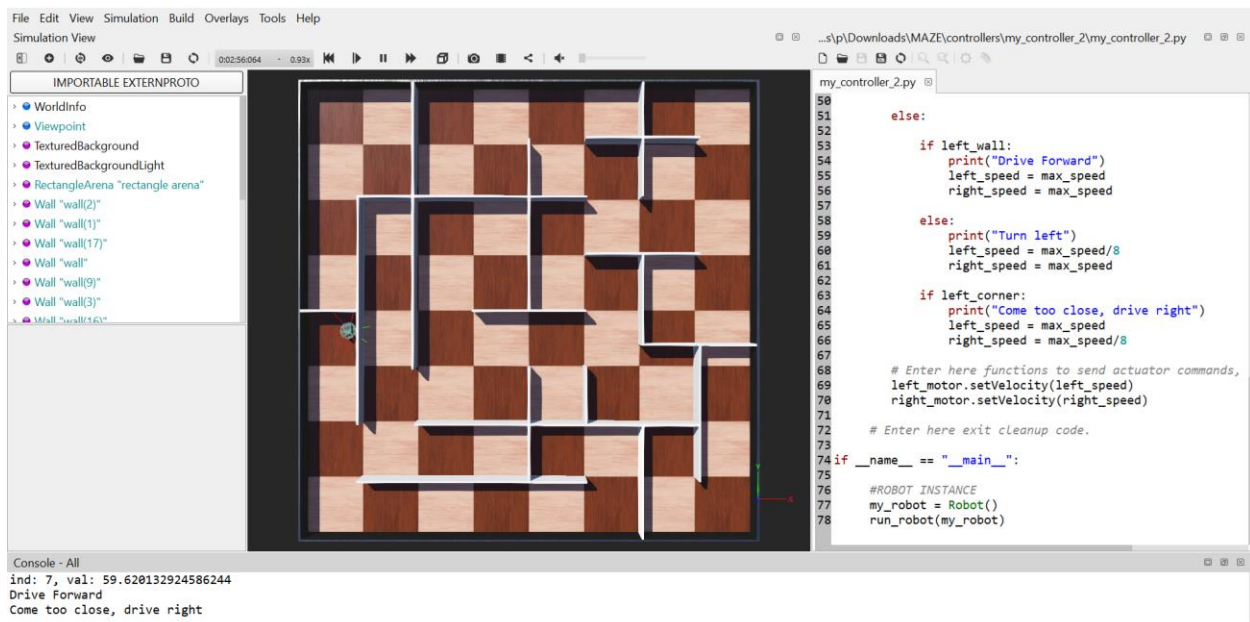 File Edit View Simulation Build Overlays Tools Help
Simulation View
0:02:56:064 - 0.93x
IMPORTABLE EXTERNPROTO
WorldInfo
Viewpoint
TexturedBackground
TexturedBackgroundLight
RectangleArena "rectangle arena"
Wall "wall(2)"
Wall "wall(1)"
Wall "wall(17)"
Wall "wall"
Wall "wall(9)"
Wall "wall(3)"
Wall "wall(16)"
Y
X
...s\p\Downloads\MAZE\controllers\my_controller_2\my_controller_2.py
my_controller_2.py
50
51 else:
52
53 if left_wall:
54 print("Drive Forward")
55 left_speed = max_speed
56 right_speed = max_speed
57
58 else:
59 print("Turn left")
60 left_speed = max_speed/8
61 right_speed = max_speed
62
63 if left_corner:
64 print("Come too close, drive right")
65 left_speed = max_speed
66 right_speed = max_speed/8
67
68 # Enter here functions to send actuator commands,
69 left_motor.setVelocity(left_speed)
70 right_motor.setVelocity(right_speed)
71
72 # Enter here exit cleanup code.
73
74 if __name__ == "__main__":
75
76 #ROBOT INSTANCE
77 my_robot = Robot()
78 run_robot(my_robot)
Console - All
ind: 7, val: 59.620132924586244
Drive Forward
Come too close, drive right